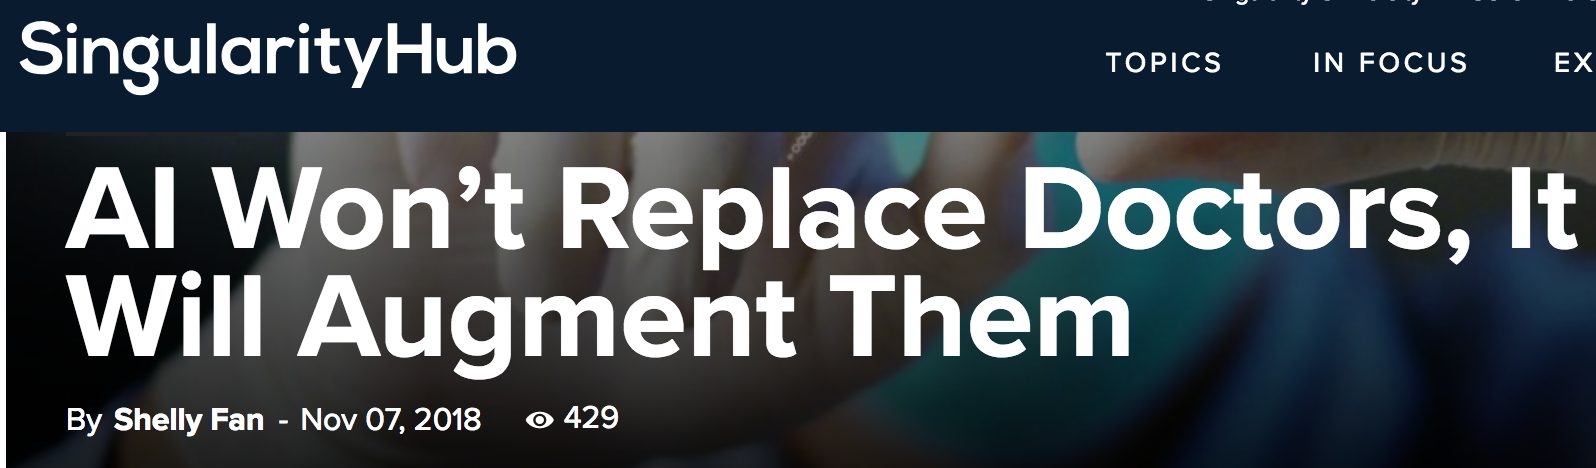 SingularityHub
TOPICS IN FOCUS EX
AI Won’t Replace Doctors, It
Will Augment Them
By Shelly Fan - Nov 07, 2018 429